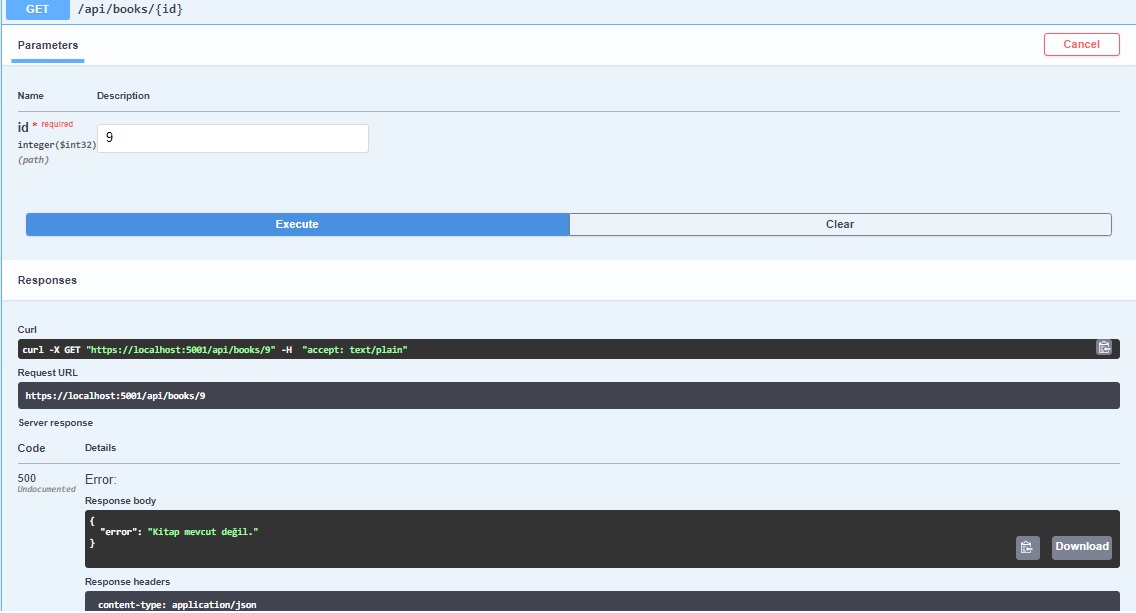 GET /api/books/{id}
Parameters Cancel
Name Description
id * required
integer($int32)
(path)
9
Execute Clear
Responses
Curl
curl -X GET "https://localhost:5001/api/books/9" -H  "accept: text/plain"
Request URL
https://localhost:5001/api/books/9
Server response
Code Details
500 Error:
Undocumented
Response body
{
  "error": "Kitap mevcut değil."
}
Download
Response headers
content-type: application/json